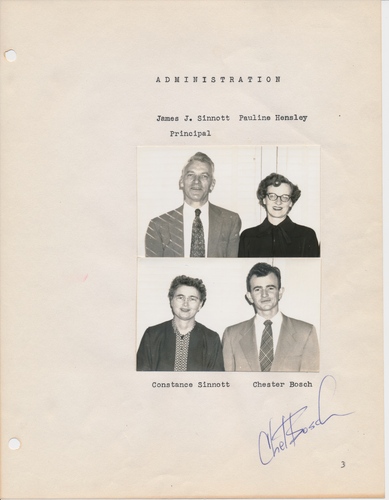 ADMINISTRATION
James J. Sinnott Pauline Hensley
Principal
Constance Sinnott Chester Bosch
Chet Bosch
3